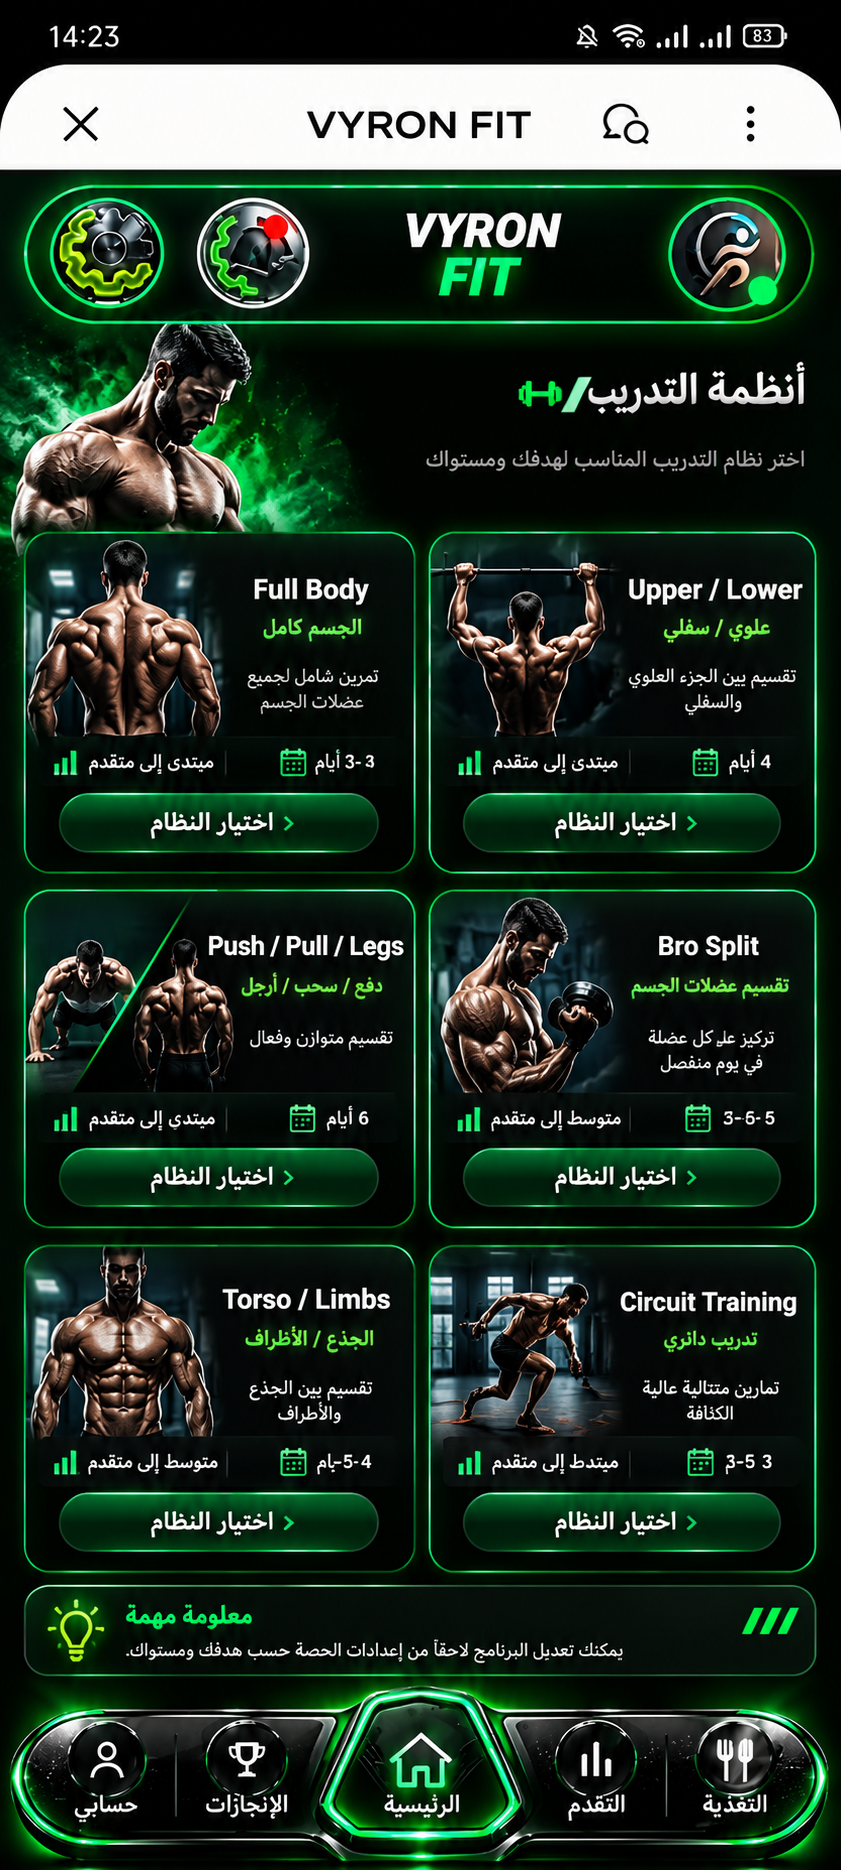 14:23
83
VYRON FIT
VYRON
FIT
أنظمة التدريب
اختر نظام التدريب المناسب لهدفك ومستواك
Upper / Lower
علوي / سفلي
تقسيم بين الجزء العلوي
والسفلي
4 أيام
ميتدئ إلى متقدم
اختيار النظام
Full Body
الجسم كامل
تمرين شامل لجميع
عضلات الجسم
3-3 أيام
ميتدى إلى متقدم
اختيار النظام
Bro Split
تقسيم عضلات الجسم
تركيز على كل عضلة
في يوم منفصل
3-6-5
متوسط إلى متقدم
اختيار النظام
Push / Pull / Legs
دفع / سحب / أرجل
تقسيم متوازن وفعال
6 أيام
ميتدي إلى متقدم
اختيار النظام
Circuit Training
تدريب دانري
تمارين متتالية عالية
الكثافة
3-5 3
ميتدط إلى متقدم
اختيار النظام
Torso / Limbs
الجذع / الأظراف
تقسيم بين الجذع
والأطراف
4-5-يام
متوسط إلى متقدم
اختيار النظام
معلومة مهمة
يمكنك تعديل البرنامج لاحقاً من إعدادات الحصة حسب هدفك ومستواك.
التغذية
التقدم
الرئيسية
الإنجازات
حسابي